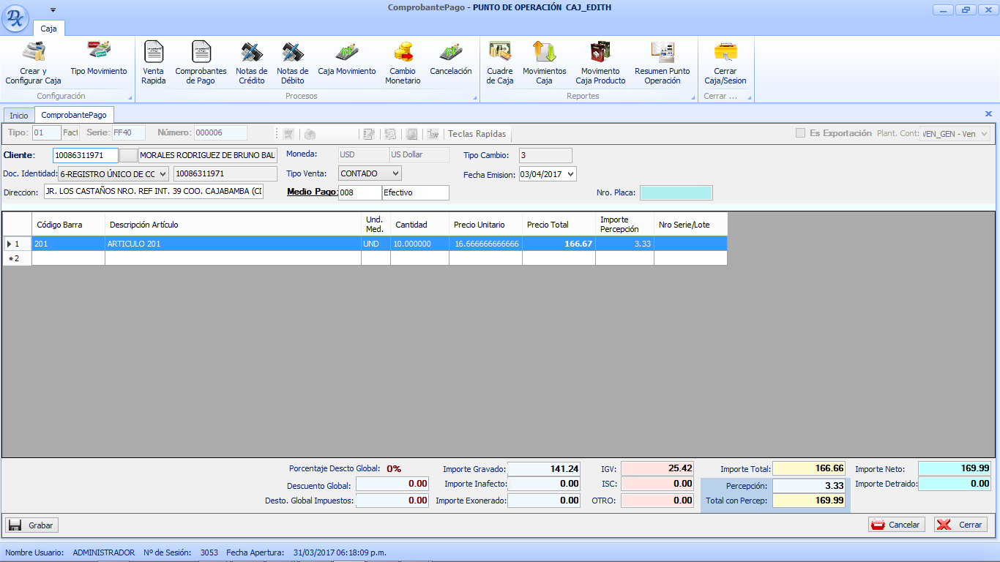 ComprobantePago - PUNTO DE OPERACIÓN CAJ_EDITH
Caja
Crear y Configurar Caja
Tipo Movimiento
Venta Rapida
Comprobantes de Pago
Notas de Crédito
Notas de Débito
Caja Movimiento
Cambio Monetario
Cancelación
Cuadre de Caja
Movimientos Caja
Movimento Caja Producto
Resumen Punto Operación
Cerrar Caja/Sesion
Configuración
Procesos
Reportes
Cerrar ...
Inicio
ComprobantePago
Tipo: 01 Fact Serie: FF40 Número: 000006 Teclas Rapidas Es Exportación Plant. Cont: VEN_GEN - Ven
Cliente: 10086311971 MORALES RODRIGUEZ DE BRUNO BAL Moneda: USD US Dollar Tipo Cambio: 3
Doc. Identidad: 6-REGISTRO ÚNICO DE CC 10086311971 Tipo Venta: CONTADO Fecha Emision: 03/04/2017
Direccion: JR. LOS CASTAÑOS NRO. REF INT. 39 COO. CAJABAMBA (CI Medio Pago: 008 Efectivo Nro. Placa:
Código Barra Descripción Artículo Und. Med. Cantidad Precio Unitario Precio Total Importe Percepción Nro Serie/Lote
1 201 ARTICULO 201 UND 10.000000 16.666666666666 166.67 3.33
2
Porcentaje Descto Global: 0% Importe Gravado: 141.24 IGV: 25.42 Importe Total: 166.66 Importe Neto: 169.99
Descuento Global: 0.00 Importe Inafecto: 0.00 ISC: 0.00 Percepción: 3.33 Importe Detraido: 0.00
Desto. Global Impuestos: 0.00 Importe Exonerado: 0.00 OTRO: 0.00 Total con Percep: 169.99
Grabar Cancelar Cerrar
Nombre Usuario: ADMINISTRADOR Nº de Sesión: 3053 Fecha Apertura: 31/03/2017 06:18:09 p.m.